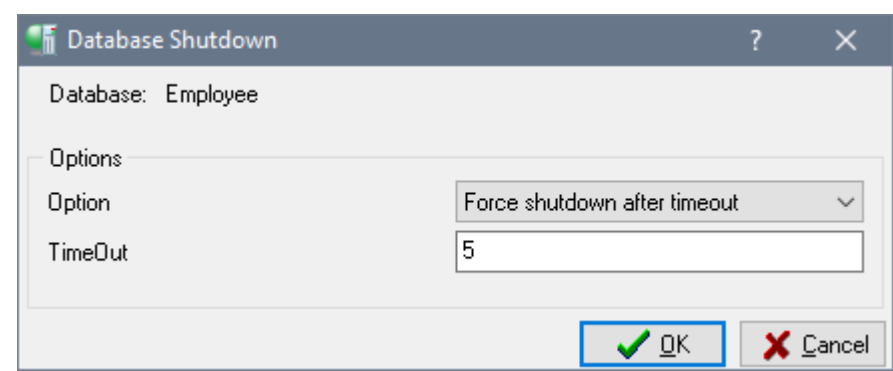 Database Shutdown ?
Database: Employee
Options
Option Force shutdown after timeout
TimeOut 5
OK Cancel